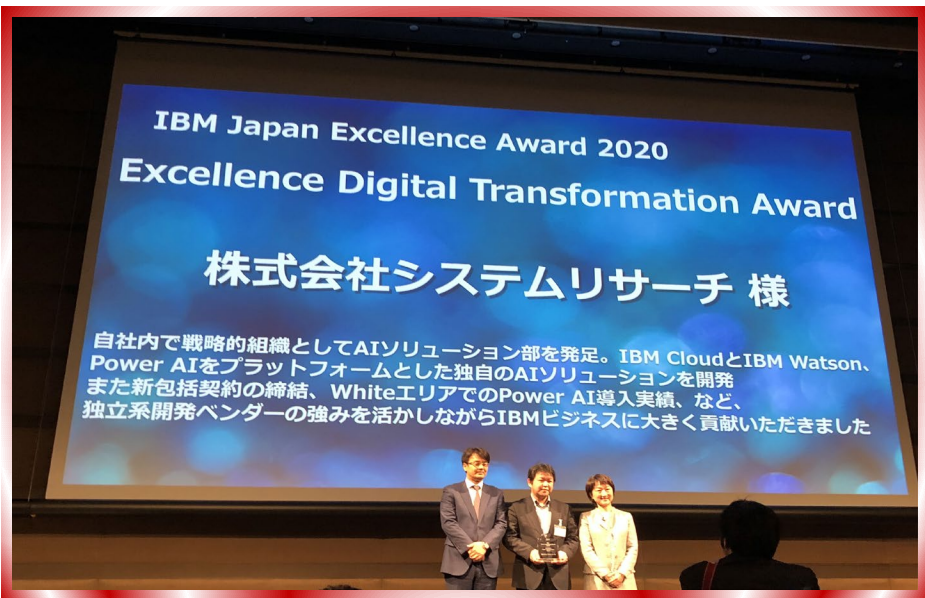 IBM Japan Excellence Award 2020
Excellence Digital Transformation Award
株式会社システムリサーチ 様
自社内で戦略的組織としてAIソリューション部を発足。IBM CloudとIBM Watson、
Power AIをプラットフォームとした独自のAIソリューションを開発
また新包括契約の締結、WhiteエリアでのPower AI導入実績、など、
独立系開発ベンダーの強みを活かしながらIBMビジネスに大きく貢献いただきました